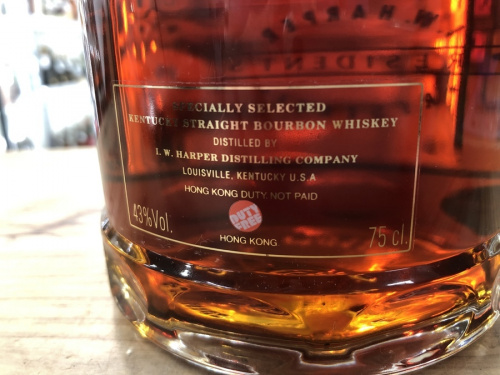 SPECIALLY SELECTED
KENTUCKY STRAIGHT BOURBON WHISKEY
DISTILLED BY
I. W. HARPER DISTILLING COMPANY
LOUISVILLE, KENTUCKY U.S.A
HONG KONG DUTY NOT PAID
43%Vol.
DUTY FREE
HONG KONG
75 cl.